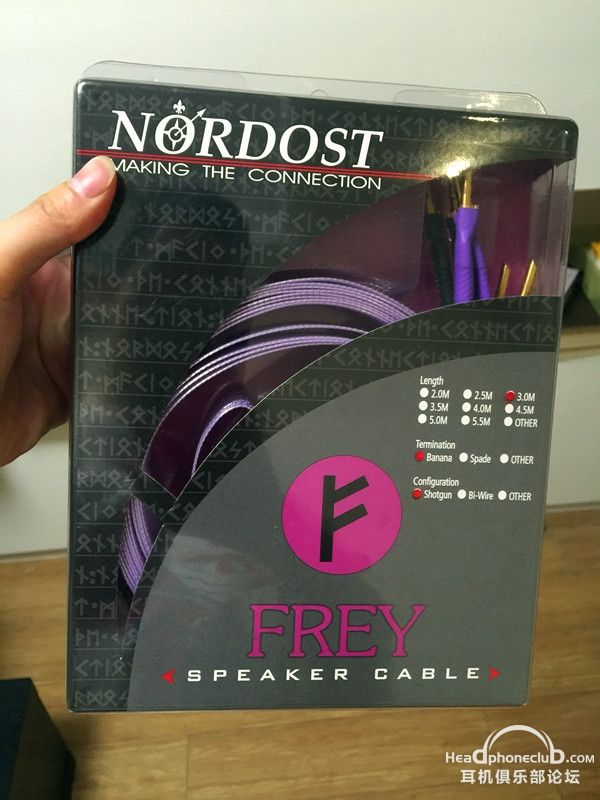 NORDOST
MAKING THE CONNECTION
Length
2.0M 2.5M 3.0M
3.5M 4.0M 4.5M
5.0M 5.5M OTHER
Termination
Banana Spade OTHER
Configuration
Shotgun Bi-Wire OTHER
FREY
SPEAKER CABLE
HeadphoneclubD.COM
耳机俱乐部论坛